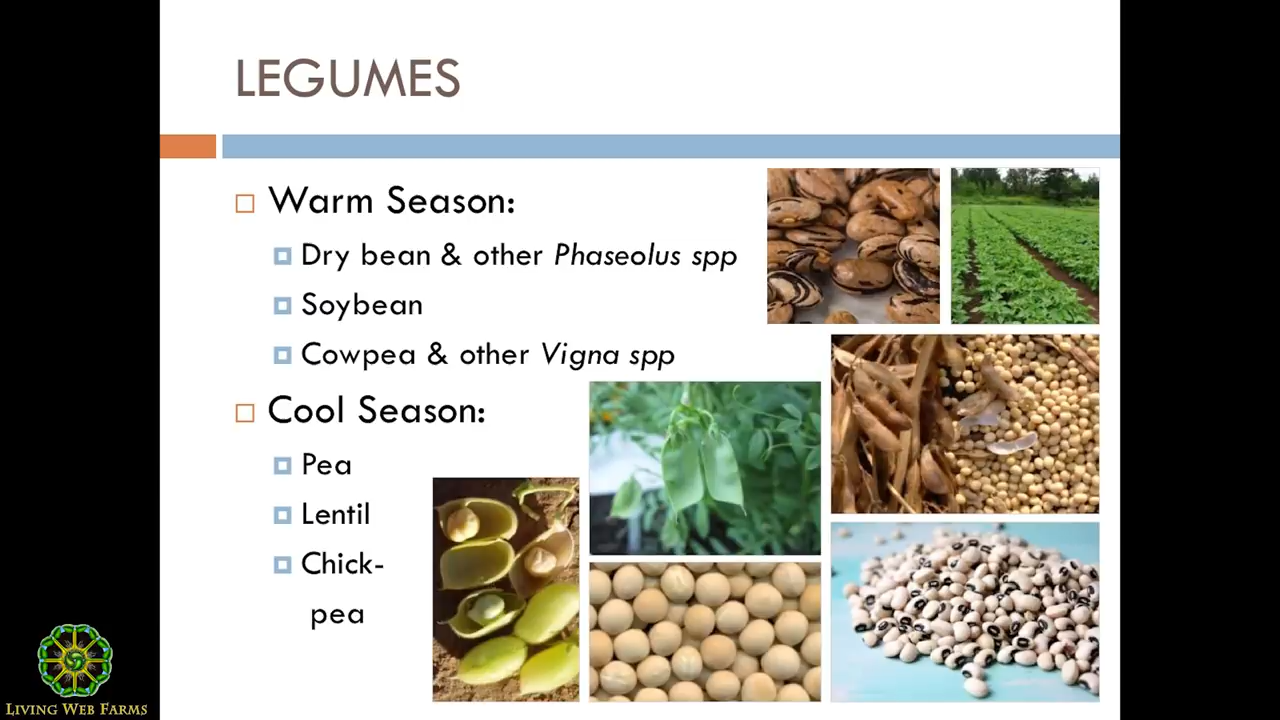 LEGUMES
Warm Season:
Dry bean & other Phaseolus spp
Soybean
Cowpea & other Vigna spp
Cool Season:
Pea
Lentil
Chick-
pea
LIVING WEB FARMS